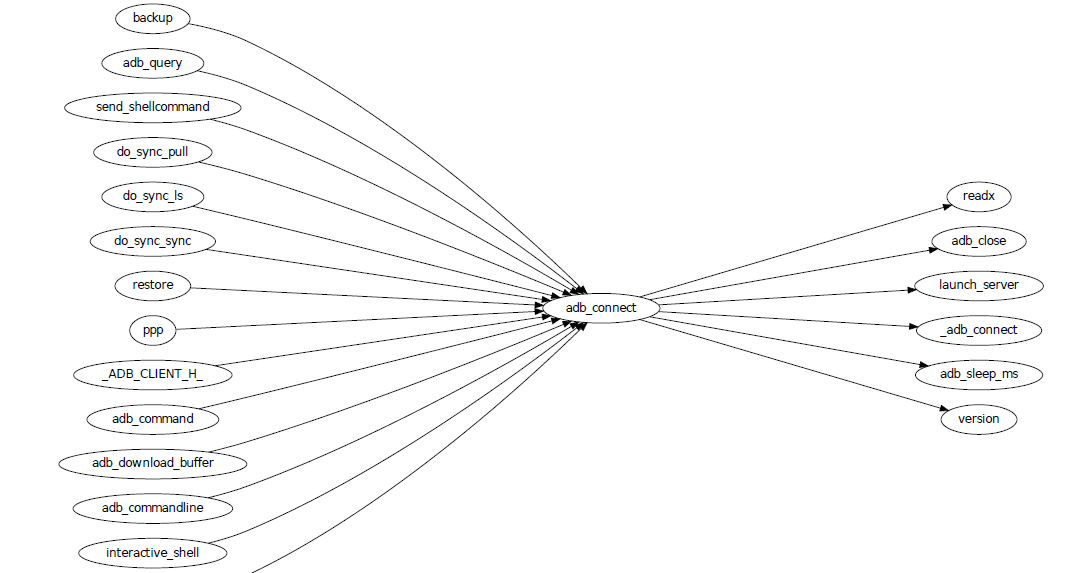 backup
adb_query
send_shellcommand
do_sync_pull
do_sync_ls
do_sync_sync
restore
ppp
_ADB_CLIENT_H_
adb_command
adb_download_buffer
adb_commandline
interactive_shell
adb_connect
readx
adb_close
launch_server
_adb_connect
adb_sleep_ms
version